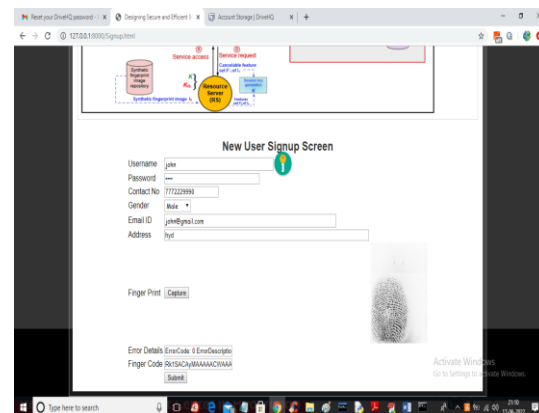 Reset your DriveHQ password - I
Designing Secure and Efficient B
Account Storage | DriveHQ
127.0.0.1:8000/Signup.html
Service access
Service request
Synthetic fingerprint image repository
Cancelable feature
Resource Server (RS)
Synthetic fingerprint image
New User Signup Screen
Username john
Password ••••
Contact No 7772229990
Gender Male
Email ID john@gmail.com
Address hyd
Finger Print Capture
Error Details ErrorCode: 0 ErrorDescriptio
Finger Code
Submit
Activate Windows
Go to Settings to activate Windows.
Type here to search
21:10